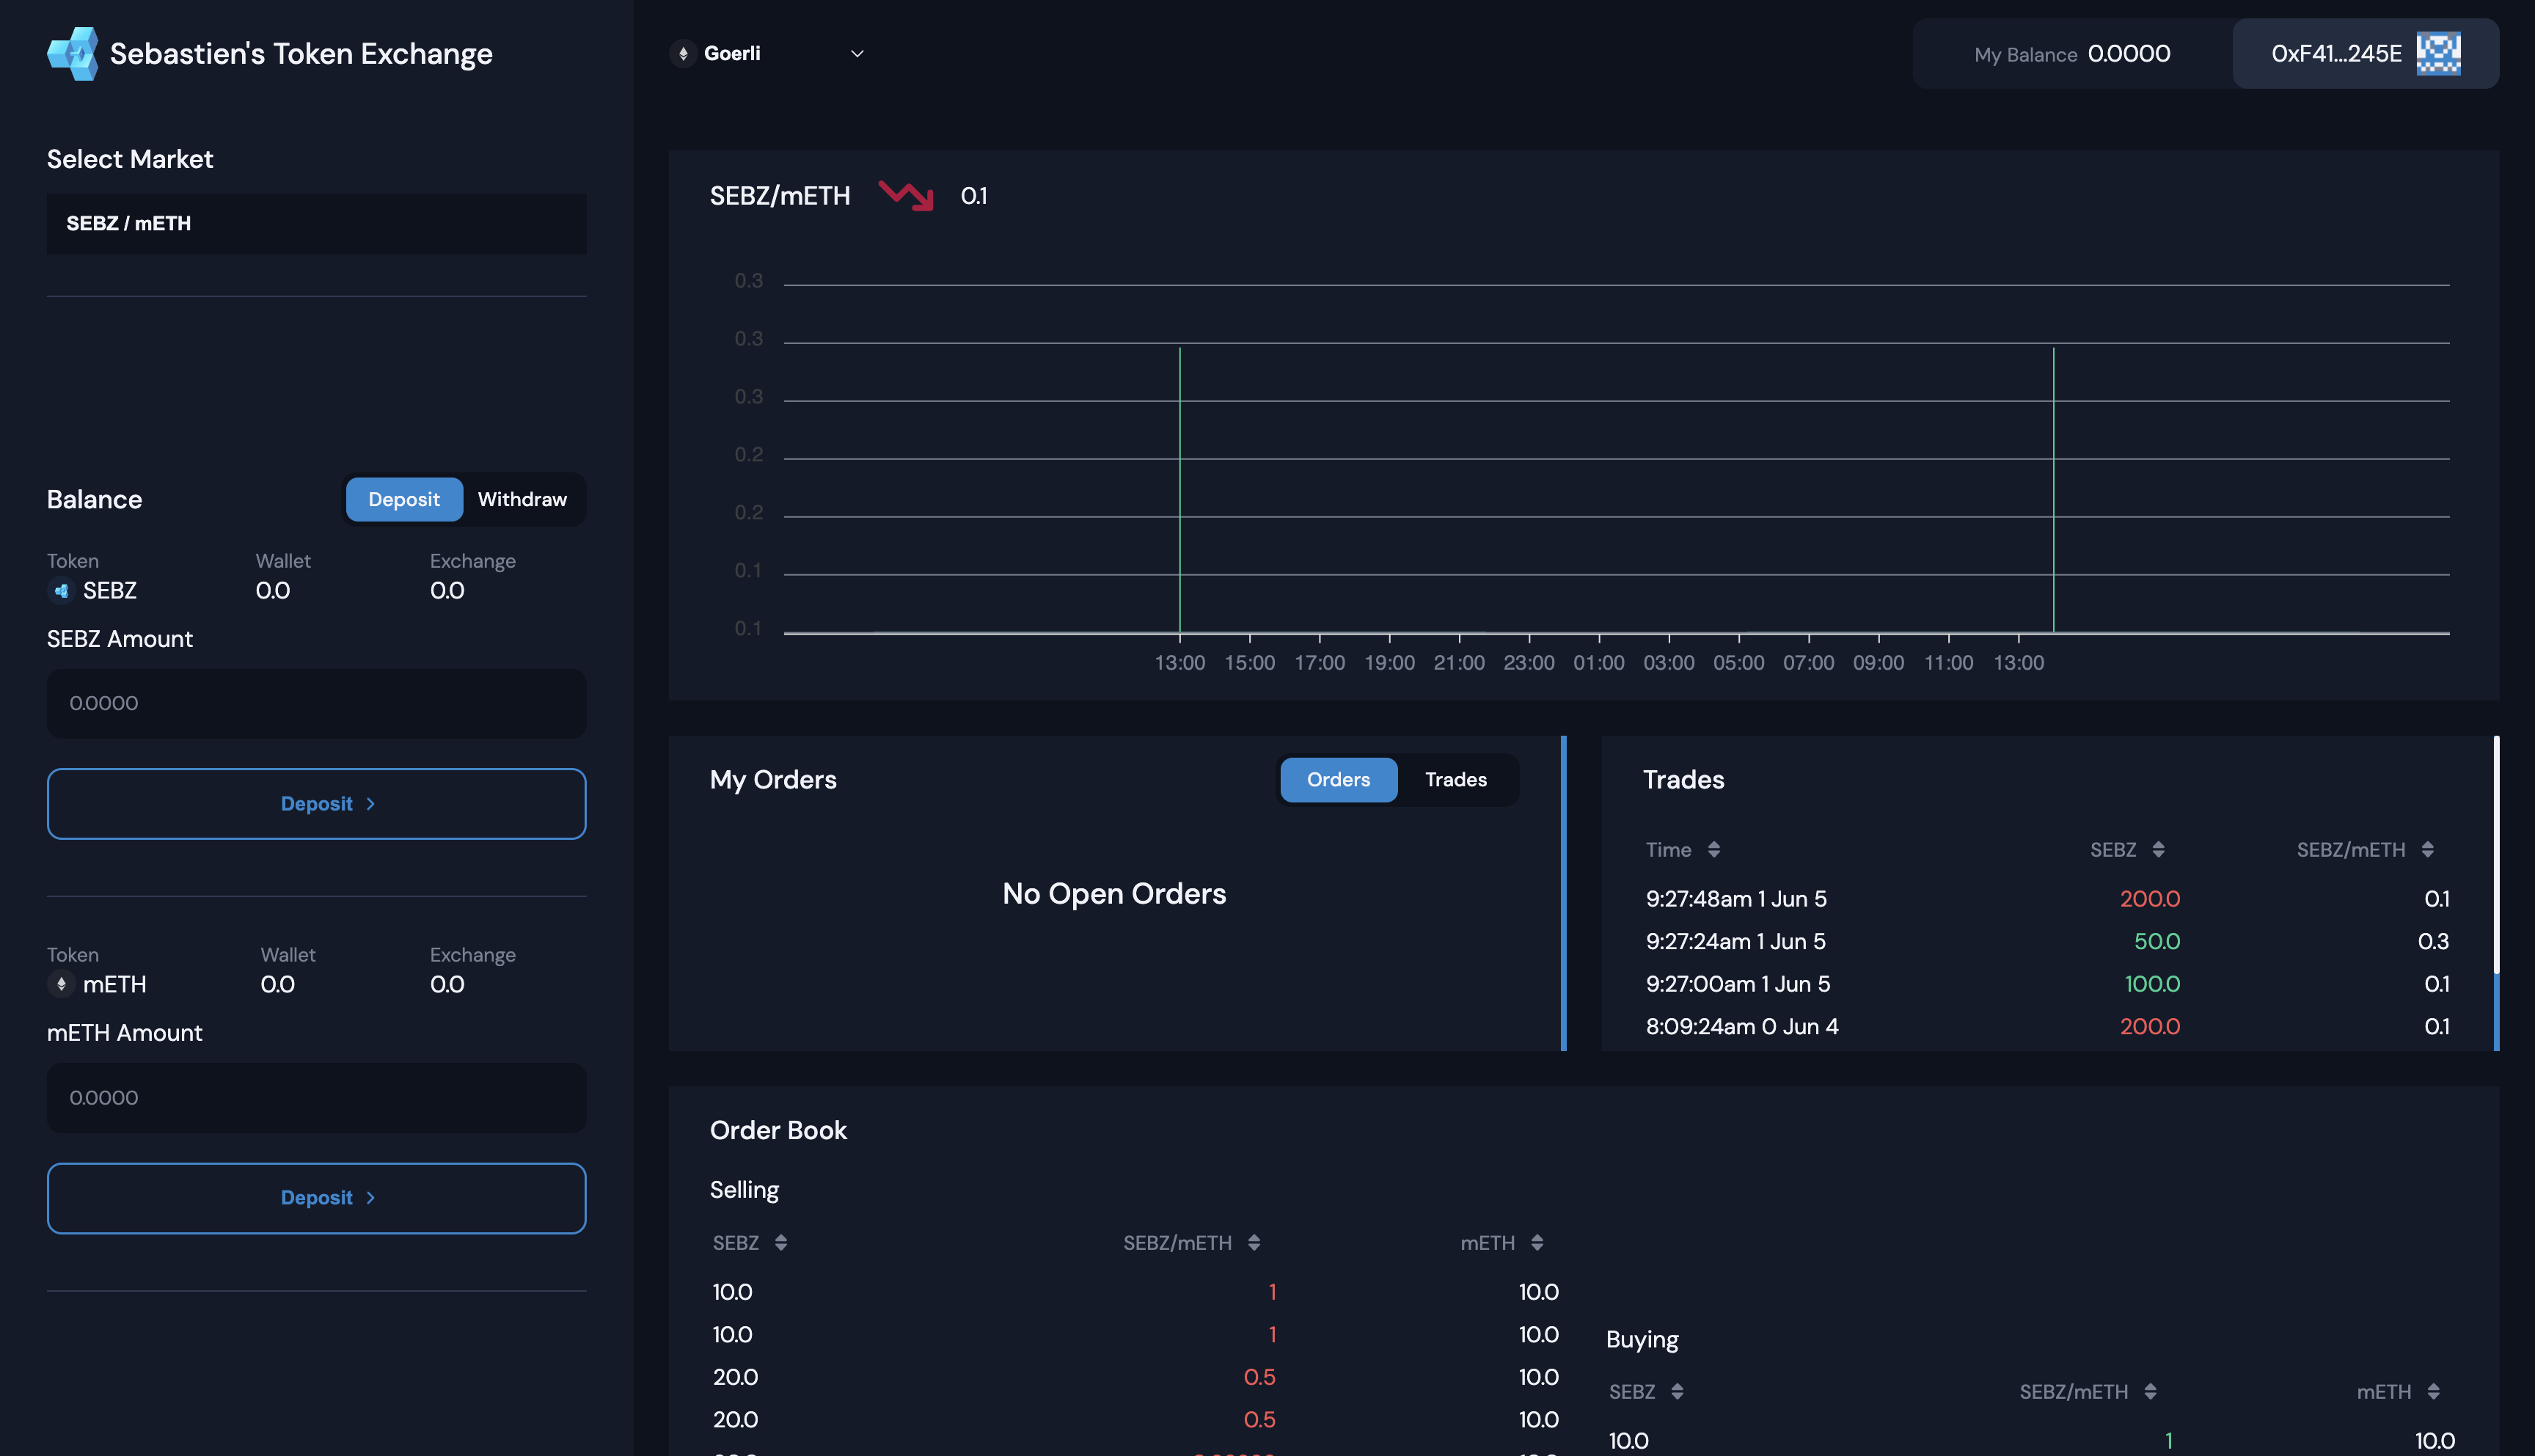 Sebastien's Token Exchange
Goerli
My Balance 0.0000
0xF41...245E
Select Market
SEBZ / mETH
Balance
Deposit Withdraw
Token Wallet Exchange
SEBZ 0.0 0.0
SEBZ Amount
0.0000
Deposit >
Token Wallet Exchange
mETH 0.0 0.0
mETH Amount
0.0000
Deposit >
SEBZ/mETH 0.1
0.3
0.3
0.3
0.2
0.2
0.1
0.1
13:00 15:00 17:00 19:00 21:00 23:00 01:00 03:00 05:00 07:00 09:00 11:00 13:00
My Orders
Orders Trades
No Open Orders
Trades
Time SEBZ SEBZ/mETH
9:27:48am 1 Jun 5 200.0 0.1
9:27:24am 1 Jun 5 50.0 0.3
9:27:00am 1 Jun 5 100.0 0.1
8:09:24am 0 Jun 4 200.0 0.1
Order Book
Selling
SEBZ SEBZ/mETH mETH
10.0 1 10.0
10.0 1 10.0
20.0 0.5 10.0
20.0 0.5 10.0
Buying
SEBZ SEBZ/mETH mETH
10.0 1 10.0